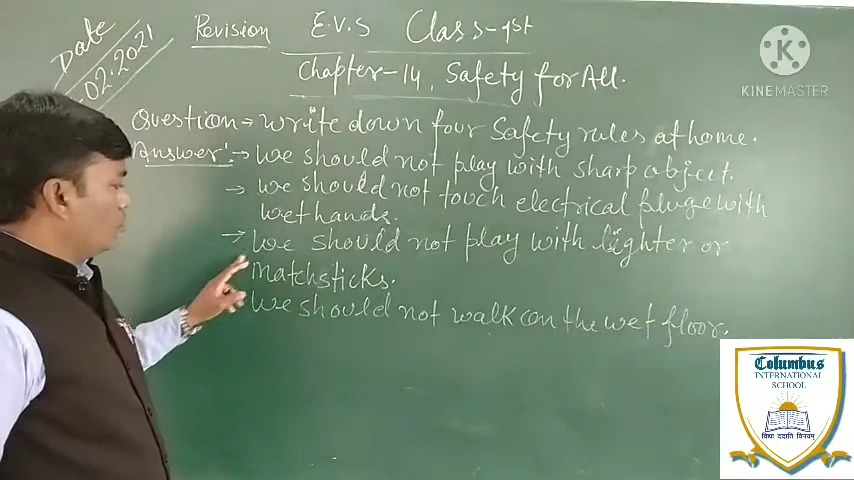 Date
.02.2021
Revision E.V.S Class-1st
Chapter-14, Safety for All.
Question→ Write down four Safety rules at home.
Answer:→ We should not play with sharp object.
→ We should not touch electrical pluge with
wet hands.
→ We should not play with lighter or
Matchsticks.
We should not walk on the wet floor.
KINEMASTER
Columbus
INTERNATIONAL
SCHOOL
विद्या ददाति विनयम्